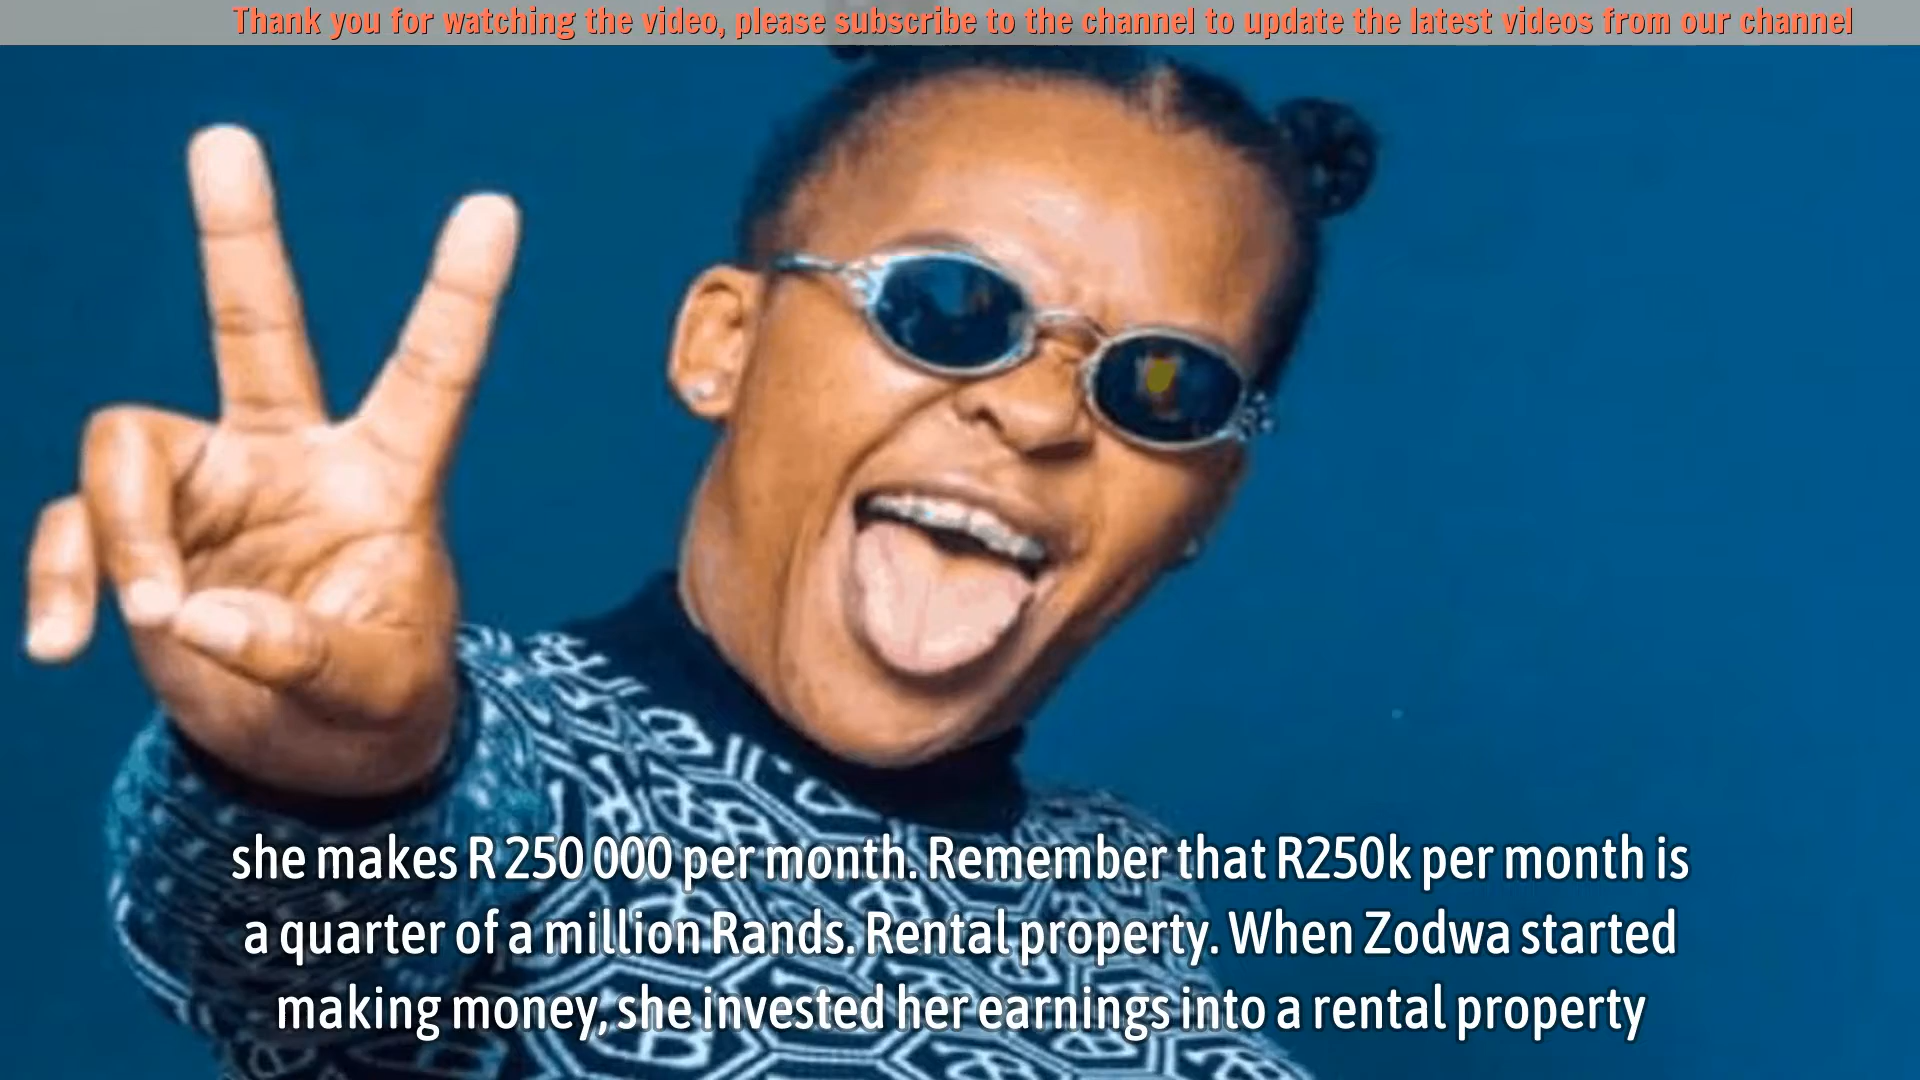 Thank you for watching the video, please subscribe to the channel to update the latest videos from our channel
she makes R 250 000 per month. Remember that R250k per month is
a quarter of a million Rands. Rental property. When Zodwa started
making money, she invested her earnings into a rental property